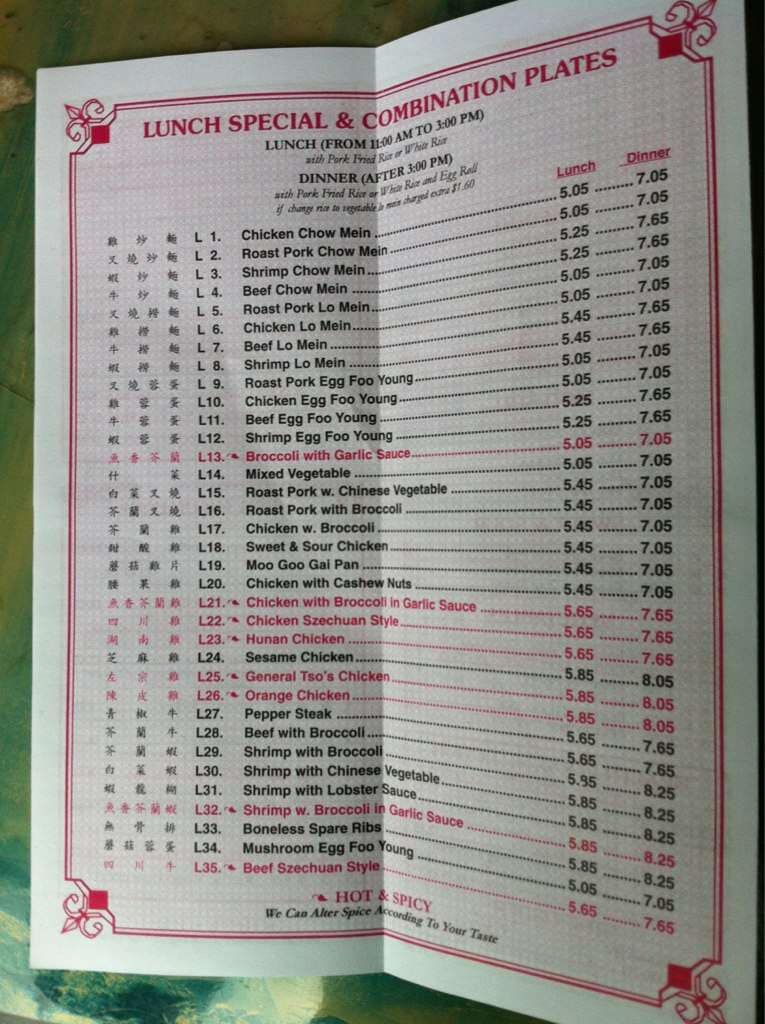 LUNCH SPECIAL & COMBINATION PLATES
LUNCH (FROM 11:00 AM TO 3:00 PM)
with Pork Fried Rice or White Rice
DINNER (AFTER 3:00 PM)
with Pork Fried Rice or White Rice and Egg Roll
if change rice to vegetable lo mein charged extra $1.60
Lunch Dinner
雞炒麵 L 1. Chicken Chow Mein 5.05 7.05
叉燒炒麵 L 2. Roast Pork Chow Mein 5.05 7.05
蝦炒麵 L 3. Shrimp Chow Mein 5.25 7.65
牛炒麵 L 4. Beef Chow Mein 5.25 7.65
叉燒撈麵 L 5. Roast Pork Lo Mein 5.05 7.05
雞撈麵 L 6. Chicken Lo Mein 5.05 7.05
牛撈麵 L 7. Beef Lo Mein 5.45 7.65
蝦撈麵 L 8. Shrimp Lo Mein 5.45 7.65
叉燒蓉蛋 L 9. Roast Pork Egg Foo Young 5.05 7.05
雞蓉蛋 L10. Chicken Egg Foo Young 5.05 7.05
牛蓉蛋 L11. Beef Egg Foo Young 5.25 7.65
蝦蓉蛋 L12. Shrimp Egg Foo Young 5.25 7.65
魚香芥蘭 L13. Broccoli with Garlic Sauce 5.05 7.05
什菜 L14. Mixed Vegetable 5.05 7.05
白菜叉燒 L15. Roast Pork w. Chinese Vegetable 5.45 7.05
芥蘭叉燒 L16. Roast Pork with Broccoli 5.45 7.05
芥蘭雞 L17. Chicken w. Broccoli 5.45 7.05
甜酸雞 L18. Sweet & Sour Chicken 5.45 7.05
蘑菇雞片 L19. Moo Goo Gai Pan 5.45 7.05
腰果雞 L20. Chicken with Cashew Nuts 5.45 7.05
魚香芥蘭雞 L21. Chicken with Broccoli in Garlic Sauce 5.65 7.65
四川雞 L22. Chicken Szechuan Style 5.65 7.65
湖南雞 L23. Hunan Chicken 5.65 7.65
芝麻雞 L24. Sesame Chicken 5.85 8.05
左宗雞 L25. General Tso's Chicken 5.85 8.05
陳皮雞 L26. Orange Chicken 5.85 8.05
青椒牛 L27. Pepper Steak 5.65 7.65
芥蘭牛 L28. Beef with Broccoli 5.65 7.65
芥蘭蝦 L29. Shrimp with Broccoli 5.85 8.25
白菜蝦 L30. Shrimp with Chinese Vegetable 5.85 8.25
蝦龍糊 L31. Shrimp with Lobster Sauce 5.85 8.25
魚香芥蘭蝦 L32. Shrimp w. Broccoli in Garlic Sauce 5.85 8.25
無骨排 L33. Boneless Spare Ribs 5.85 8.25
蘑菇蓉蛋 L34. Mushroom Egg Foo Young 5.05 7.05
四川牛 L35. Beef Szechuan Style 5.65 7.65
HOT & SPICY
We Can Alter Spice According To Your Taste